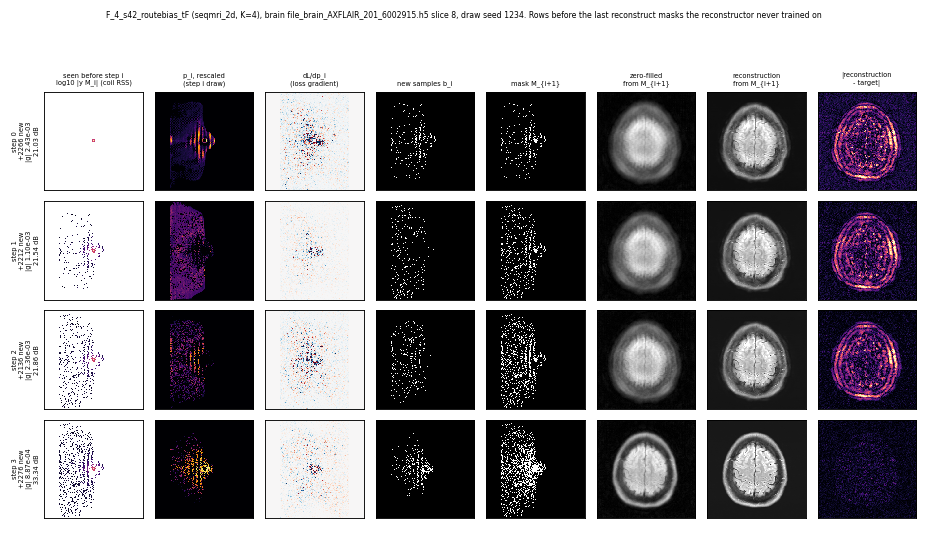 F_4_s42_routebias_tF (seqmri_2d, K=4), brain file_brain_AXFLAIR_201_6002915.h5 slice 8, draw seed 1234. Rows before the last reconstruct masks the reconstructor never trained on
seen before step i
log10 |y M_i| (coil RSS)
p_i, rescaled
(step i draw)
dL/dp_i
(loss gradient)
new samples b_i
mask M_{i+1}
zero-filled
from M_{i+1}
reconstruction
from M_{i+1}
|reconstruction
- target|
step 0
+2266 new
|g| 2.43e-03
21.03 dB
step 1
+2212 new
|g| 1.10e-03
21.54 dB
step 2
+2136 new
|g| 2.36e-03
21.86 dB
step 3
+2276 new
|g| 8.87e-04
33.34 dB